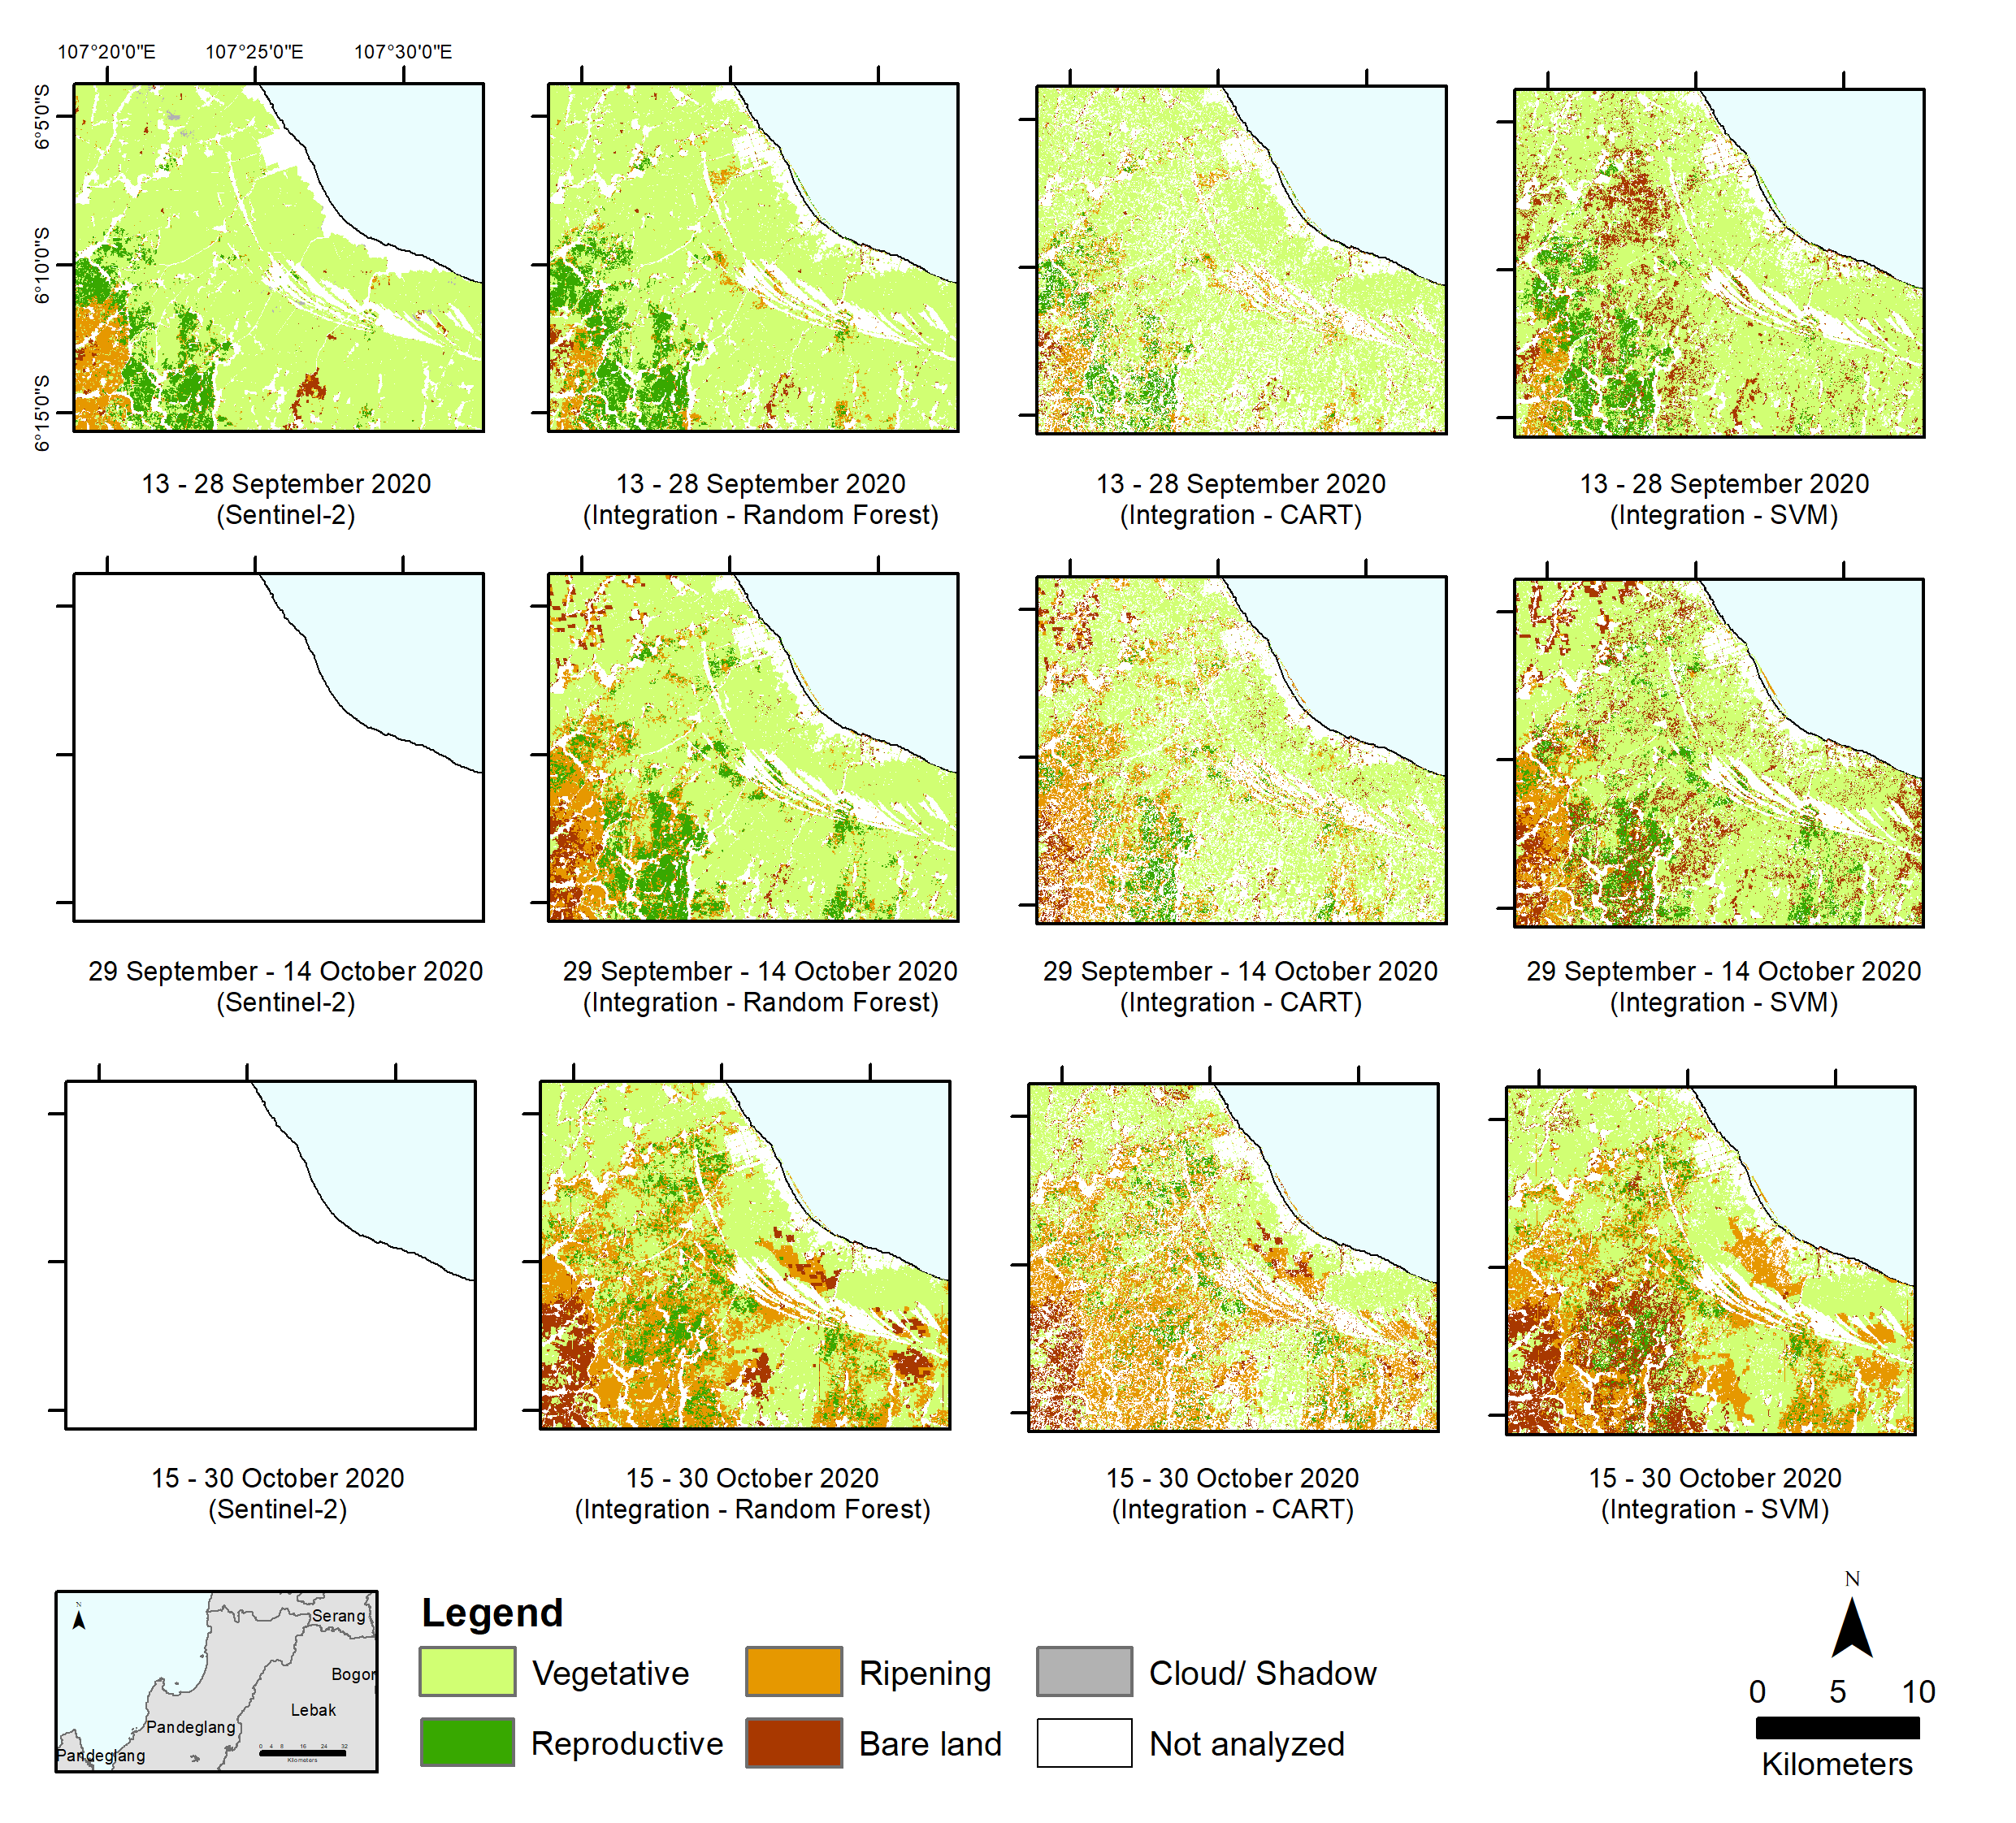 107°20'0"E 107°25'0"E 107°30'0"E
6°5'0"S
6°10'0"S
6°15'0"S
13 - 28 September 2020
(Sentinel-2)
13 - 28 September 2020
(Integration - Random Forest)
13 - 28 September 2020
(Integration - CART)
13 - 28 September 2020
(Integration - SVM)
29 September - 14 October 2020
(Sentinel-2)
29 September - 14 October 2020
(Integration - Random Forest)
29 September - 14 October 2020
(Integration - CART)
29 September - 14 October 2020
(Integration - SVM)
15 - 30 October 2020
(Sentinel-2)
15 - 30 October 2020
(Integration - Random Forest)
15 - 30 October 2020
(Integration - CART)
15 - 30 October 2020
(Integration - SVM)
N
Serang
Bogor
Lebak
Pandeglang
Pandeglang
0 4 8 16 24 32
Kilometers
Legend
Vegetative
Ripening
Cloud/ Shadow
Reproductive
Bare land
Not analyzed
N
0 5 10
Kilometers